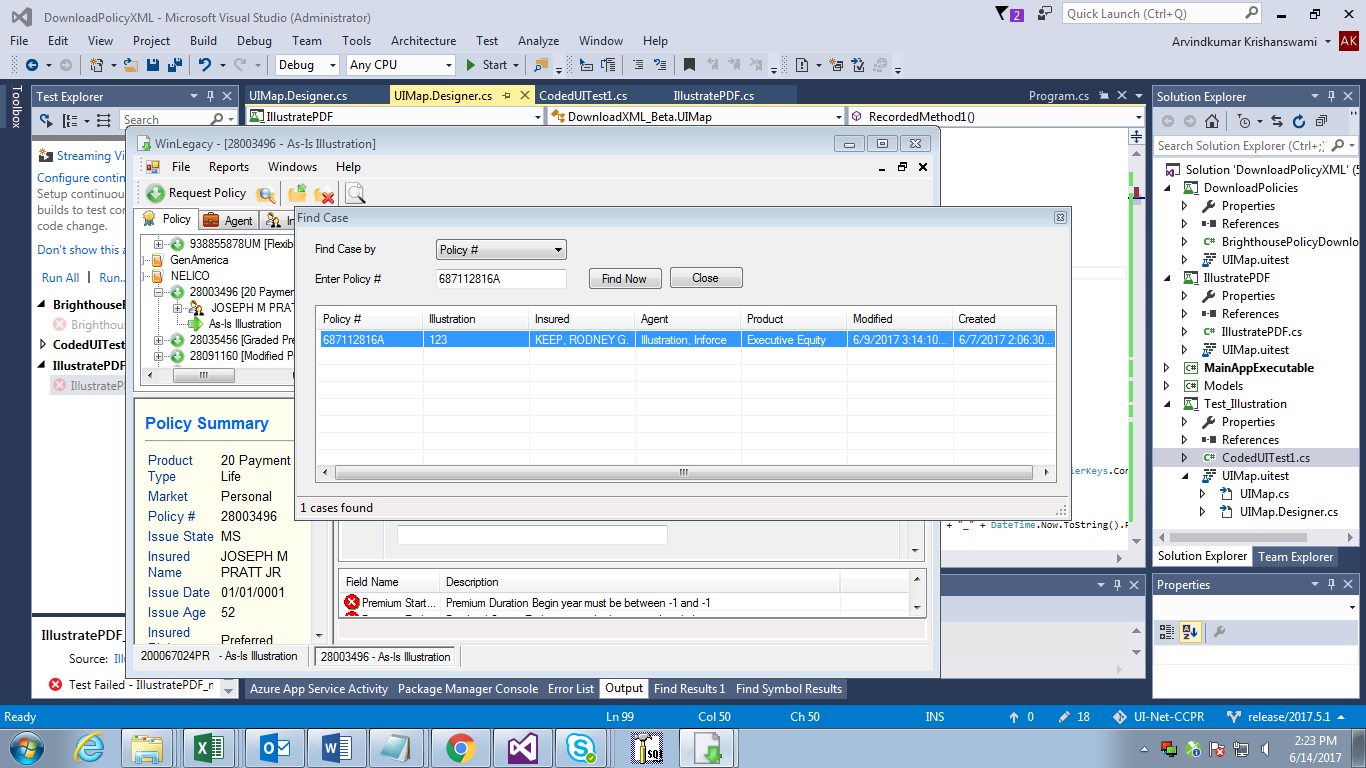 DownloadPolicyXML - Microsoft Visual Studio (Administrator)
2
Quick Launch (Ctrl+Q)
File Edit View Project Build Debug Team Tools Architecture Test Analyze Window Help
Arvindkumar Krishanswami AK
Debug Any CPU Start
Toolbox
Test Explorer
Search
Streaming Vi
Configure contin
Setup continuou
builds to test co
code change.
Don't show this a
Run All | Run...
BrighthouseP
Brighthous
CodedUITest
IllustratePDF
IllustratePI
IllustratePDF_
Source: Ill
Test Failed - IllustratePDF_n
UIMap.Designer.cs UIMap.Designer.cs CodedUITest1.cs IllustratePDF.cs Program.cs
IllustratePDF DownloadXML_Beta.UIMap RecordedMethod1()
WinLegacy - [28003496 - As-Is Illustration]
File Reports Windows Help
Request Policy
Policy Agent In
938855878UM [Flexib
GenAmerica
NELICO
28003496 [20 Paymen
JOSEPH M PRATT
As-Is Illustration
28035456 [Graded Pre
28091160 [Modified P
Policy Summary
Product Type 20 Payment Life
Market Personal
Policy # 28003496
Issue State MS
Insured Name JOSEPH M PRATT JR
Issue Date 01/01/0001
Issue Age 52
Insured
Preferred
Find Case
Find Case by Policy #
Enter Policy # 687112816A Find Now Close
Policy # Illustration Insured Agent Product Modified Created
687112816A 123 KEEP, RODNEY G. Illustration, Inforce Executive Equity 6/9/2017 3:14:10... 6/7/2017 2:06:30...
1 cases found
ierKeys.Con
+ "_" + DateTime.Now.ToString().R
Field Name Description
Premium Start... Premium Duration Begin year must be between -1 and -1
200067024PR - As-Is Illustration 28003496 - As-Is Illustration
Azure App Service Activity Package Manager Console Error List Output Find Results 1 Find Symbol Results
Solution Explorer
Search Solution Explorer (Ctrl+;)
Solution 'DownloadPolicyXML' (5
DownloadPolicies
Properties
References
BrighthousePolicyDownlo
UIMap.uitest
IllustratePDF
Properties
References
IllustratePDF.cs
UIMap.uitest
MainAppExecutable
Models
Test_Illustration
Properties
References
CodedUITest1.cs
UIMap.uitest
UIMap.cs
UIMap.Designer.cs
Solution Explorer Team Explorer
Properties
Ready Ln 99 Col 50 Ch 50 INS 0 18 UI-Net-CCPR release/2017.5.1
2:23 PM
6/14/2017